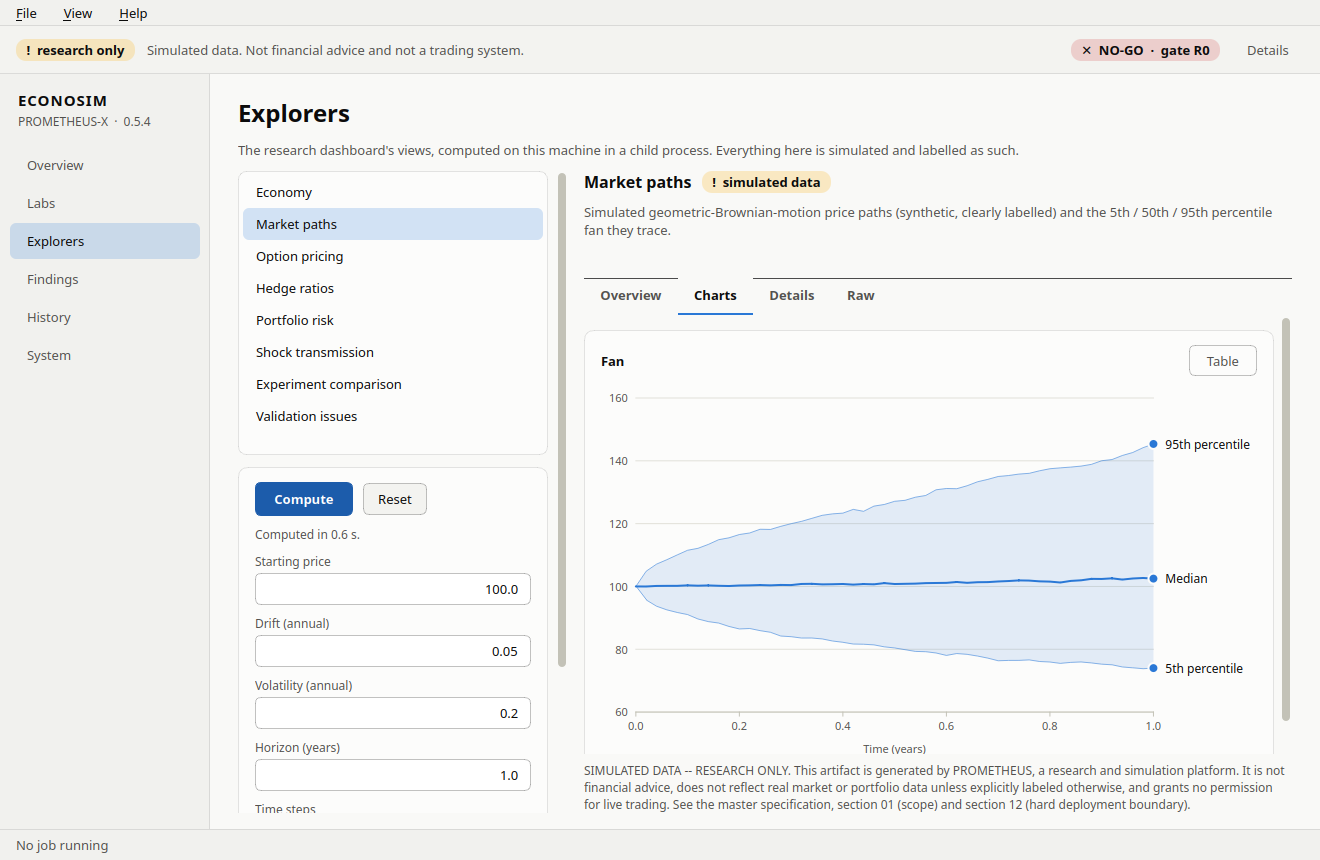 File View Help
! research only Simulated data. Not financial advice and not a trading system. × NO-GO · gate R0 Details
ECONOSIM
PROMETHEUS-X · 0.5.4
Overview
Labs
Explorers
Findings
History
System
Explorers
The research dashboard's views, computed on this machine in a child process. Everything here is simulated and labelled as such.
Economy
Market paths
Option pricing
Hedge ratios
Portfolio risk
Shock transmission
Experiment comparison
Validation issues
Compute Reset
Computed in 0.6 s.
Starting price
100.0
Drift (annual)
0.05
Volatility (annual)
0.2
Horizon (years)
1.0
Time steps
Market paths ! simulated data
Simulated geometric-Brownian-motion price paths (synthetic, clearly labelled) and the 5th / 50th / 95th percentile
fan they trace.
Overview Charts Details Raw
Fan Table
160
140
120
100
80
60
95th percentile
Median
5th percentile
0.0 0.2 0.4 0.6 0.8 1.0
Time (years)
SIMULATED DATA -- RESEARCH ONLY. This artifact is generated by PROMETHEUS, a research and simulation platform. It is not
financial advice, does not reflect real market or portfolio data unless explicitly labeled otherwise, and grants no permission
for live trading. See the master specification, section 01 (scope) and section 12 (hard deployment boundary).
No job running